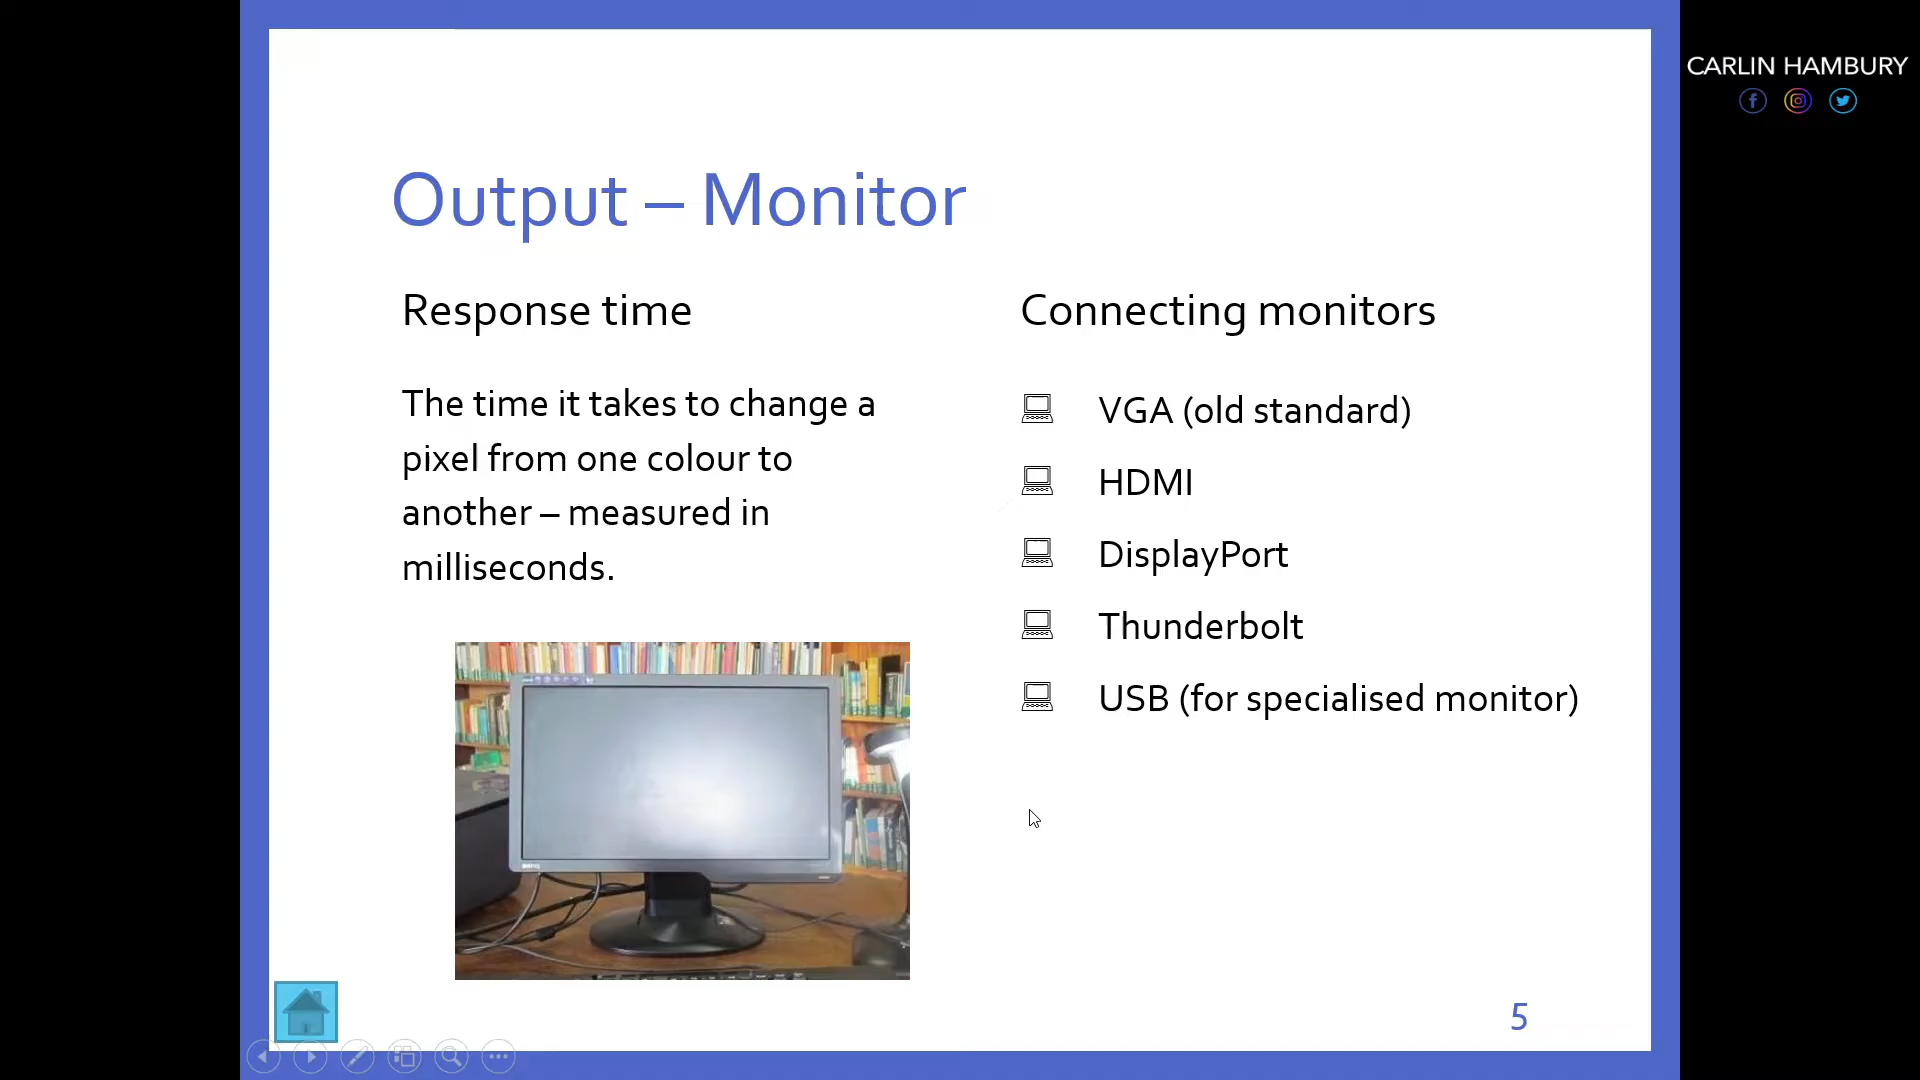 CARLIN HAMBURY
Output – Monitor
Response time
The time it takes to change a
pixel from one colour to
another – measured in
milliseconds.
Connecting monitors
VGA (old standard)
HDMI
DisplayPort
Thunderbolt
USB (for specialised monitor)
BenQ
5